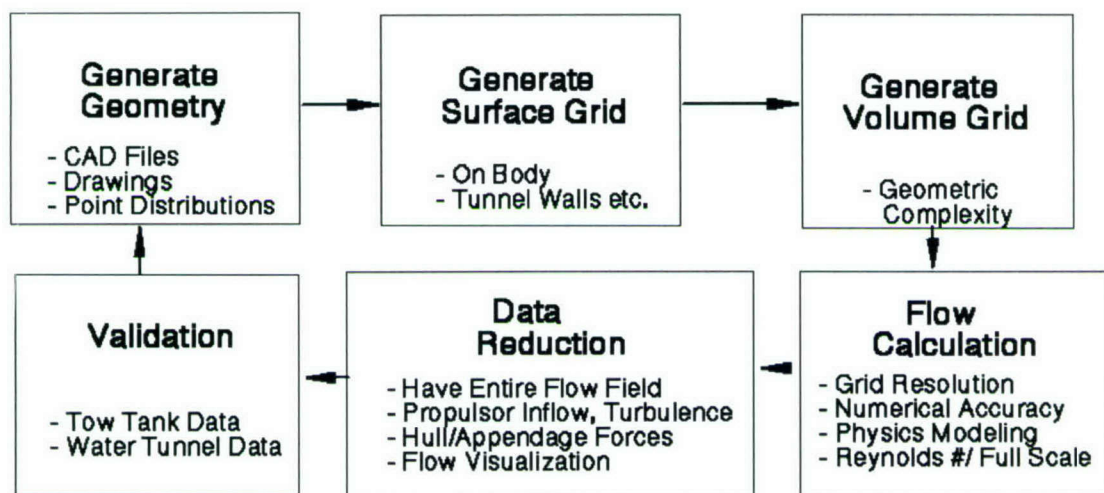 Generate
Geometry
- CAD Files
- Drawings
- Point Distributions
Generate
Surface Grid
- On Body
- Tunnel Walls etc.
Generate
Volume Grid
- Geometric
Complexity
Flow
Calculation
- Grid Resolution
- Numerical Accuracy
- Physics Modeling
- Reynolds #/ Full Scale
Data
Reduction
- Have Entire Flow Field
- Propulsor Inflow, Turbulence
- Hull/Appendage Forces
- Flow Visualization
Validation
- Tow Tank Data
- Water Tunnel Data